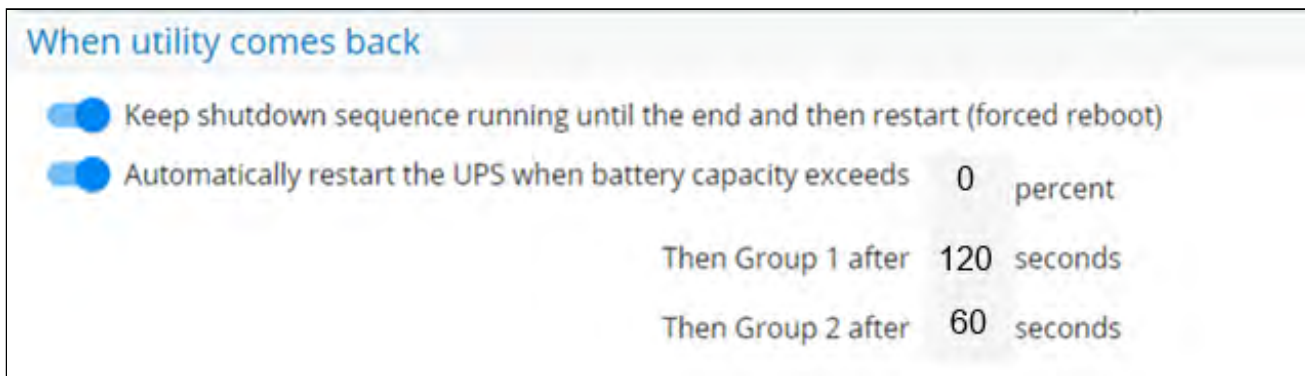 When utility comes back
Keep shutdown sequence running until the end and then restart (forced reboot)
Automatically restart the UPS when battery capacity exceeds 0 percent
Then Group 1 after 120 seconds
Then Group 2 after 60 seconds